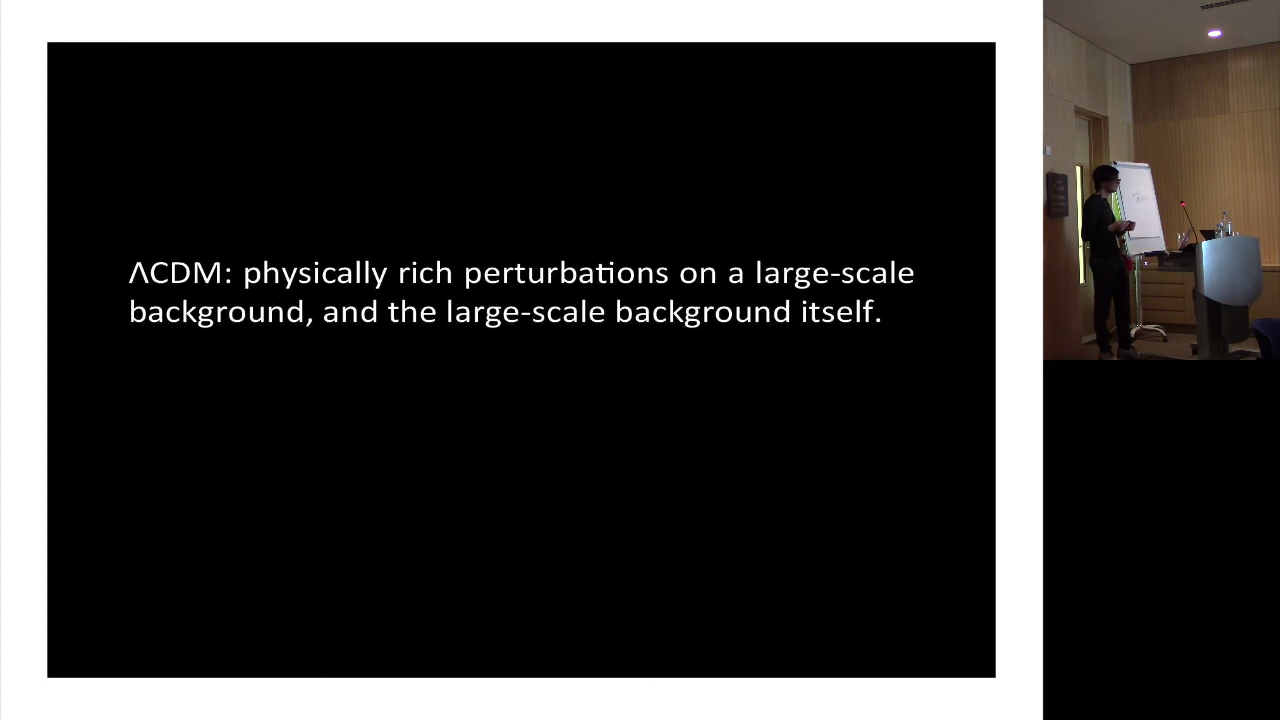 ΛCDM: physically rich perturbations on a large-scale
background, and the large-scale background itself.